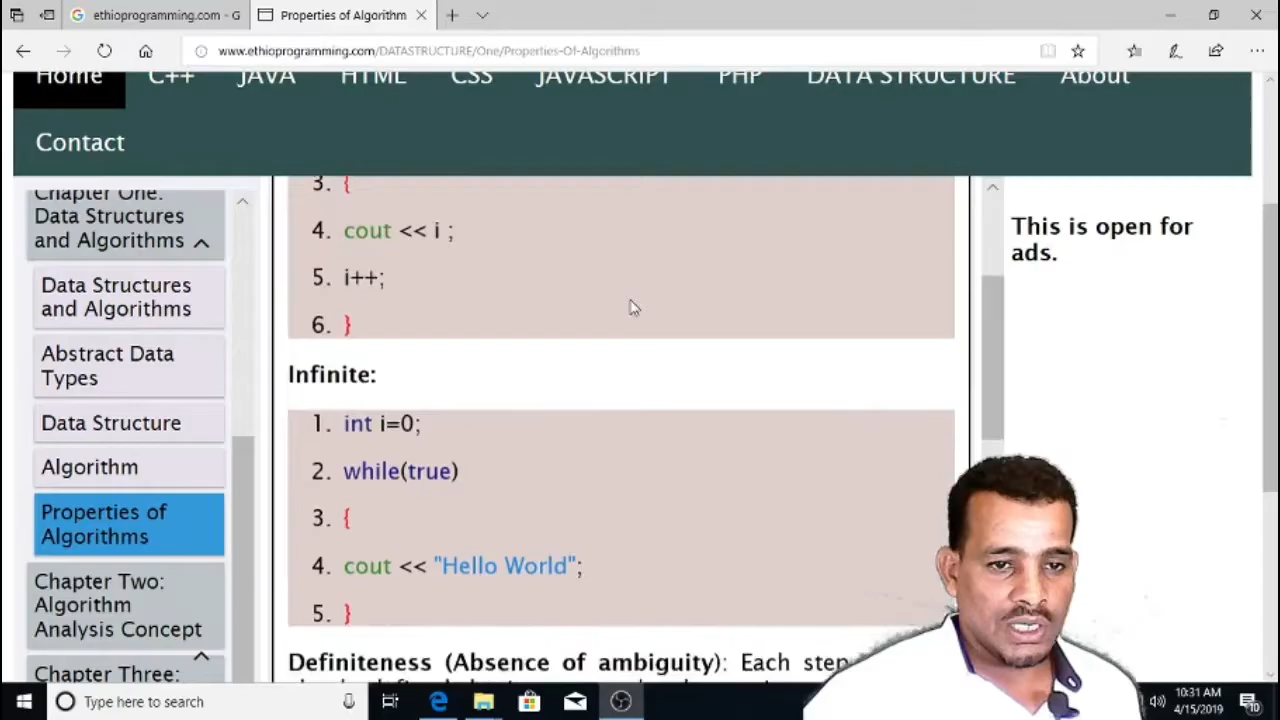 ethioprogramming.com - G
Properties of Algorithm
www.ethioprogramming.com/DATASTRUCTURE/One/Properties-Of-Algorithms
Home C++ JAVA HTML CSS JAVASCRIPT PHP DATA STRUCTURE About
Contact
Chapter One:
Data Structures
and Algorithms
Data Structures
and Algorithms
Abstract Data
Types
Data Structure
Algorithm
Properties of
Algorithms
Chapter Two:
Algorithm
Analysis Concept
Chapter Three:
3. {
4. cout << i ;
5. i++;
6. }
Infinite:
1. int i=0;
2. while(true)
3. {
4. cout << "Hello World";
5. }
Definiteness (Absence of ambiguity): Each step
This is open for
ads.
Type here to search
10:31 AM
4/15/2019
10